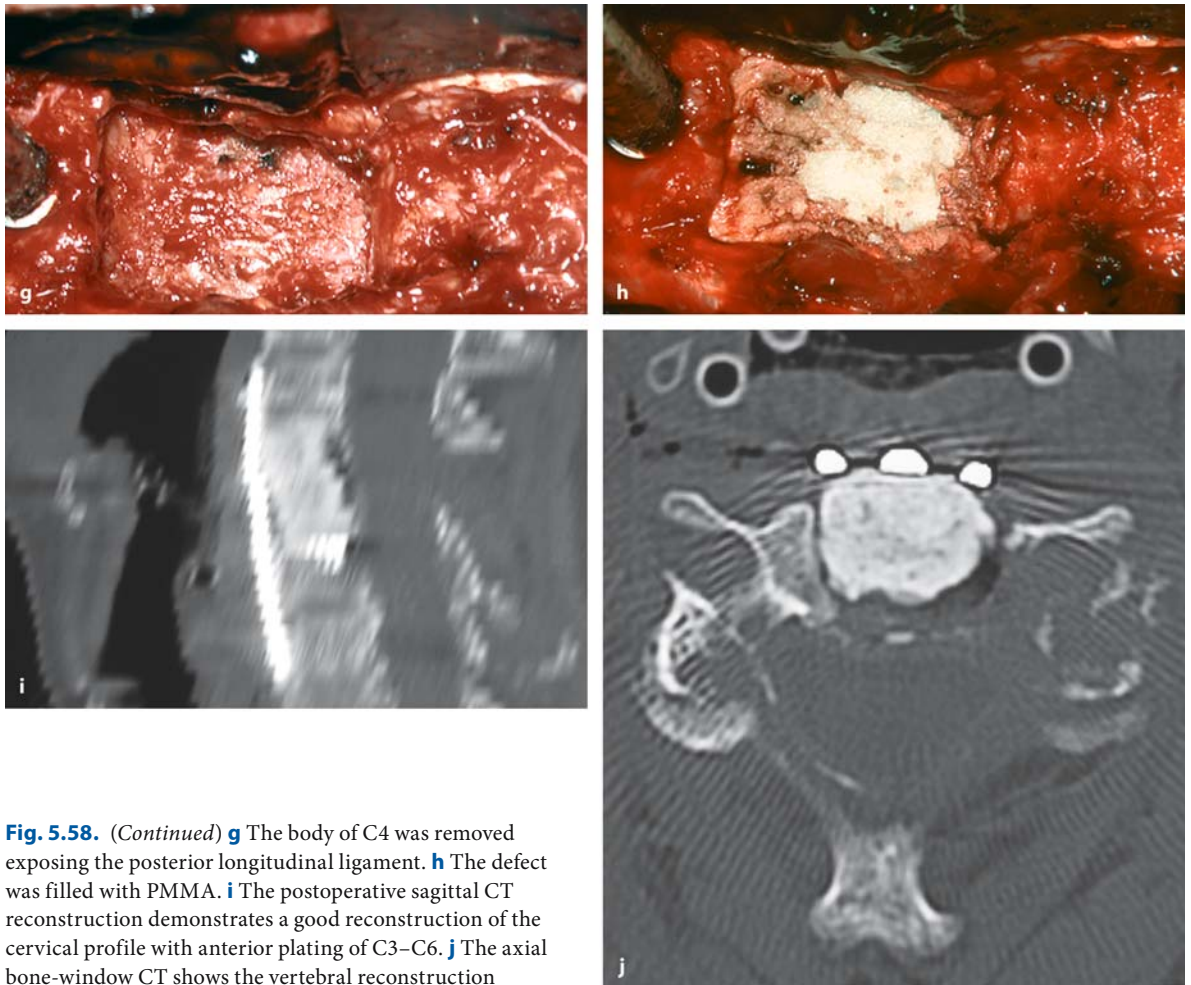 g
h
i
j
Fig. 5.58. (Continued) g The body of C4 was removed
exposing the posterior longitudinal ligament. h The defect
was filled with PMMA. i The postoperative sagittal CT
reconstruction demonstrates a good reconstruction of the
cervical profile with anterior plating of C3–C6. j The axial
bone-window CT shows the vertebral reconstruction